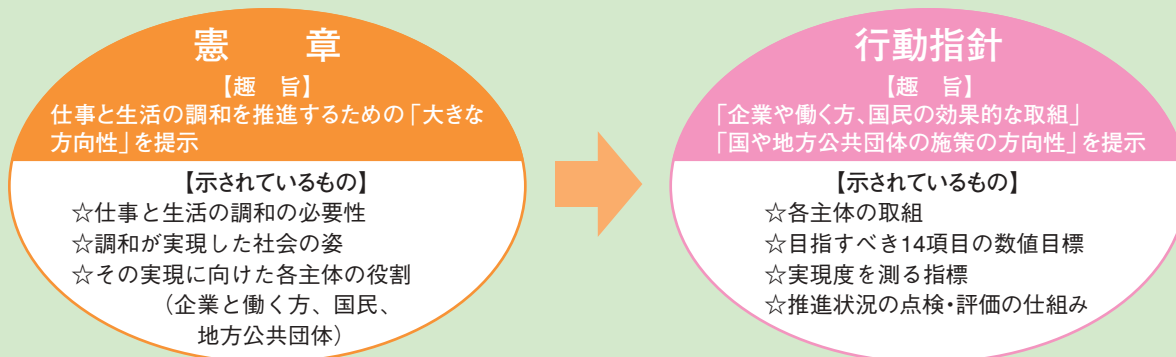 憲　章
【趣　旨】
仕事と生活の調和を推進するための「大きな
方向性」を提示
【示されているもの】
☆仕事と生活の調和の必要性
☆調和が実現した社会の姿
☆その実現に向けた各主体の役割
（企業と働く方、国民、
地方公共団体）
行動指針
【趣　旨】
「企業や働く方、国民の効果的な取組」
「国や地方公共団体の施策の方向性」を提示
【示されているもの】
☆各主体の取組
☆目指すべき14項目の数値目標
☆実現度を測る指標
☆推進状況の点検・評価の仕組み